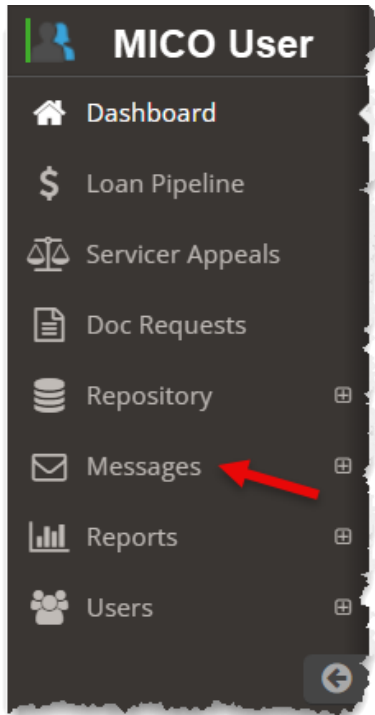 MICO User
Dashboard
Loan Pipeline
Servicer Appeals
Doc Requests
Repository
Messages
Reports
Users